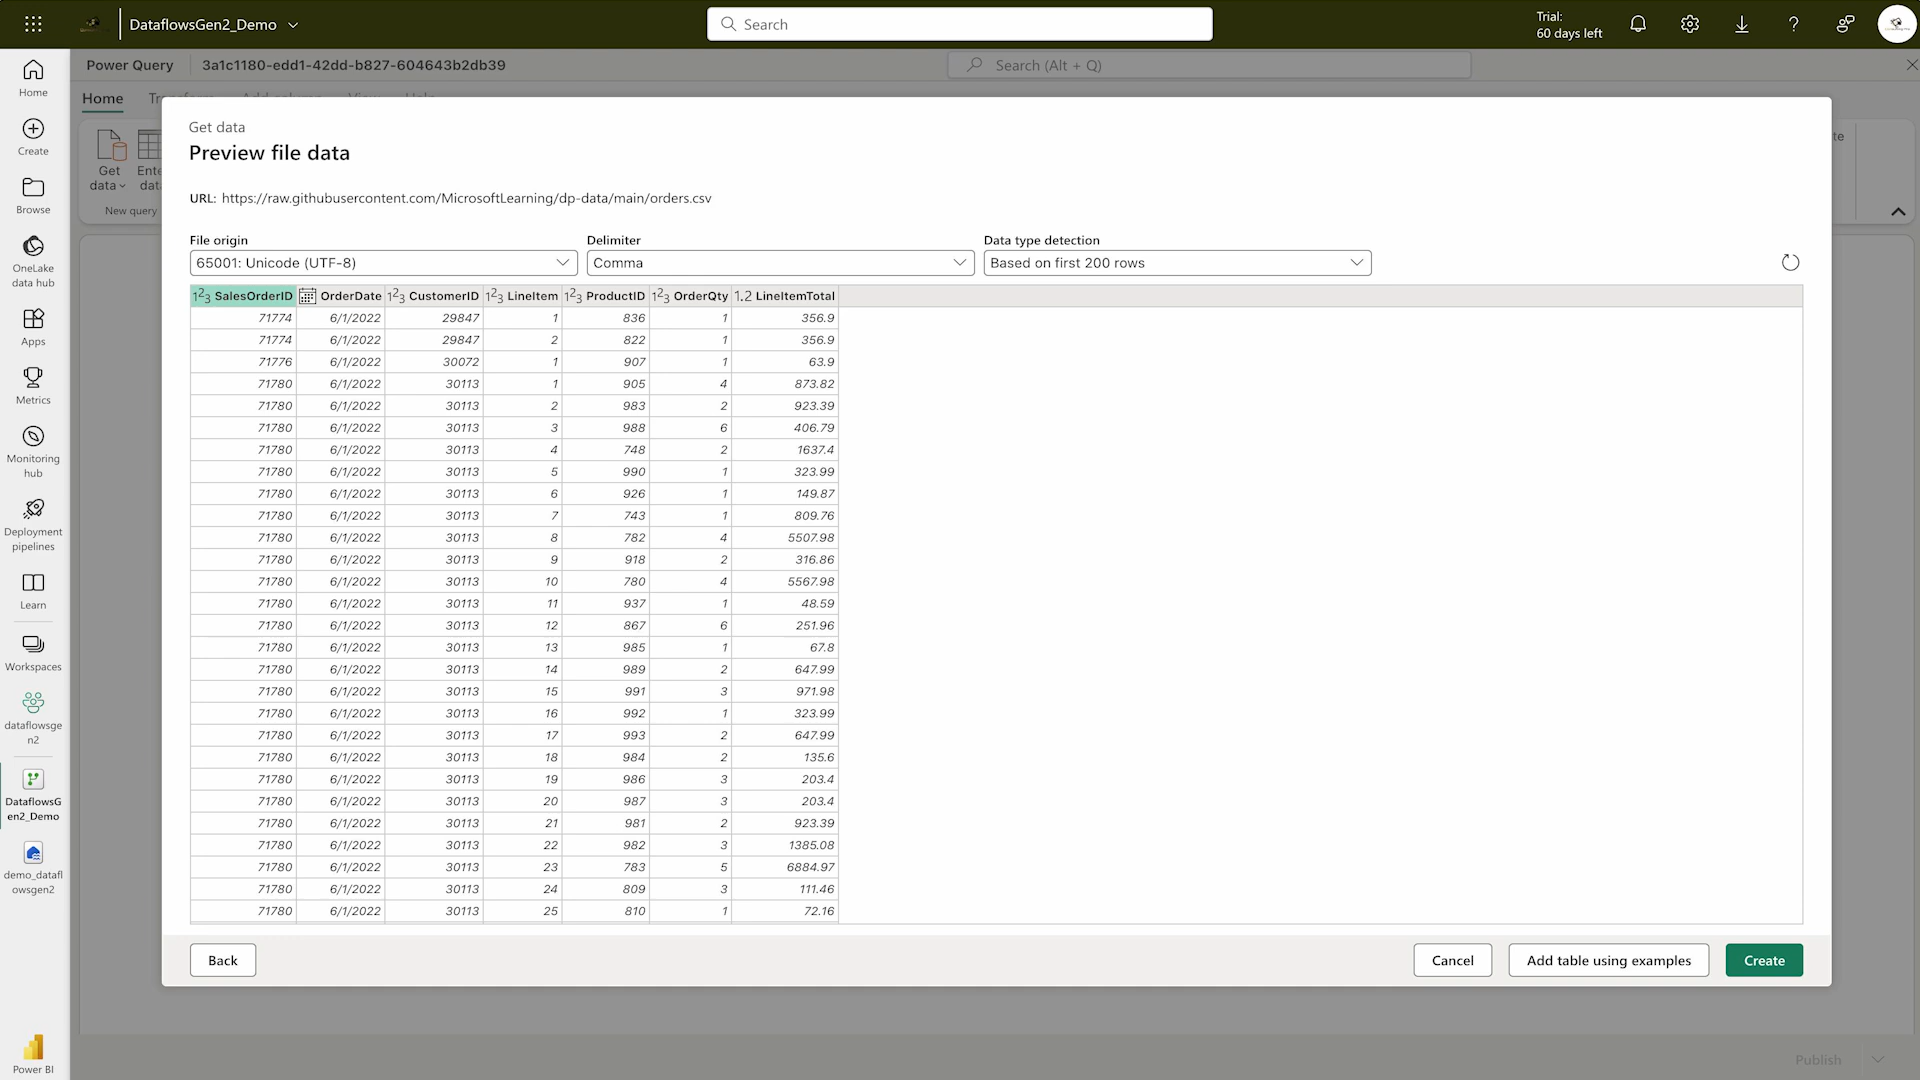 DataflowsGen2_Demo
Search
Trial:
60 days left
Power Query
3a1c1180-edd1-42dd-b827-604643b2db39
Search (Alt + Q)
Home
Create
Browse
OneLake
data hub
Apps
Metrics
Monitoring
hub
Deployment
pipelines
Learn
Workspaces
dataflowsge
n2
DataflowsG
en2_Demo
demo_datafl
owsgen2
Power BI
Home
Get
data
New query
Get data
Preview file data
URL: https://raw.githubusercontent.com/MicrosoftLearning/dp-data/main/orders.csv
File origin Delimiter Data type detection
65001: Unicode (UTF-8) Comma Based on first 200 rows
SalesOrderID OrderDate CustomerID LineItem ProductID OrderQty 1.2 LineItemTotal
71774 6/1/2022 29847 1 836 1 356.9
71774 6/1/2022 29847 2 822 1 356.9
71776 6/1/2022 30072 1 907 1 63.9
71780 6/1/2022 30113 1 905 4 873.82
71780 6/1/2022 30113 2 983 2 923.39
71780 6/1/2022 30113 3 988 6 406.79
71780 6/1/2022 30113 4 748 2 1637.4
71780 6/1/2022 30113 5 990 1 323.99
71780 6/1/2022 30113 6 926 1 149.87
71780 6/1/2022 30113 7 743 1 809.76
71780 6/1/2022 30113 8 782 4 5507.98
71780 6/1/2022 30113 9 918 2 316.86
71780 6/1/2022 30113 10 780 4 5567.98
71780 6/1/2022 30113 11 937 1 48.59
71780 6/1/2022 30113 12 867 6 251.96
71780 6/1/2022 30113 13 985 1 67.8
71780 6/1/2022 30113 14 989 2 647.99
71780 6/1/2022 30113 15 991 3 971.98
71780 6/1/2022 30113 16 992 1 323.99
71780 6/1/2022 30113 17 993 2 647.99
71780 6/1/2022 30113 18 984 2 135.6
71780 6/1/2022 30113 19 986 3 203.4
71780 6/1/2022 30113 20 987 3 203.4
71780 6/1/2022 30113 21 981 2 923.39
71780 6/1/2022 30113 22 982 3 1385.08
71780 6/1/2022 30113 23 783 5 6884.97
71780 6/1/2022 30113 24 809 3 111.46
71780 6/1/2022 30113 25 810 1 72.16
Back
Cancel
Add table using examples
Create
Publish